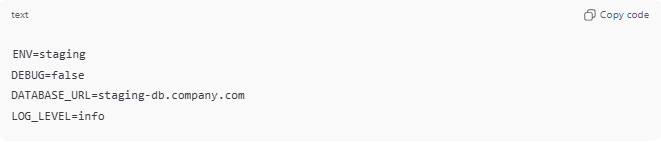 text
Copy code
ENV=staging
DEBUG=false
DATABASE_URL=staging-db.company.com
LOG_LEVEL=info